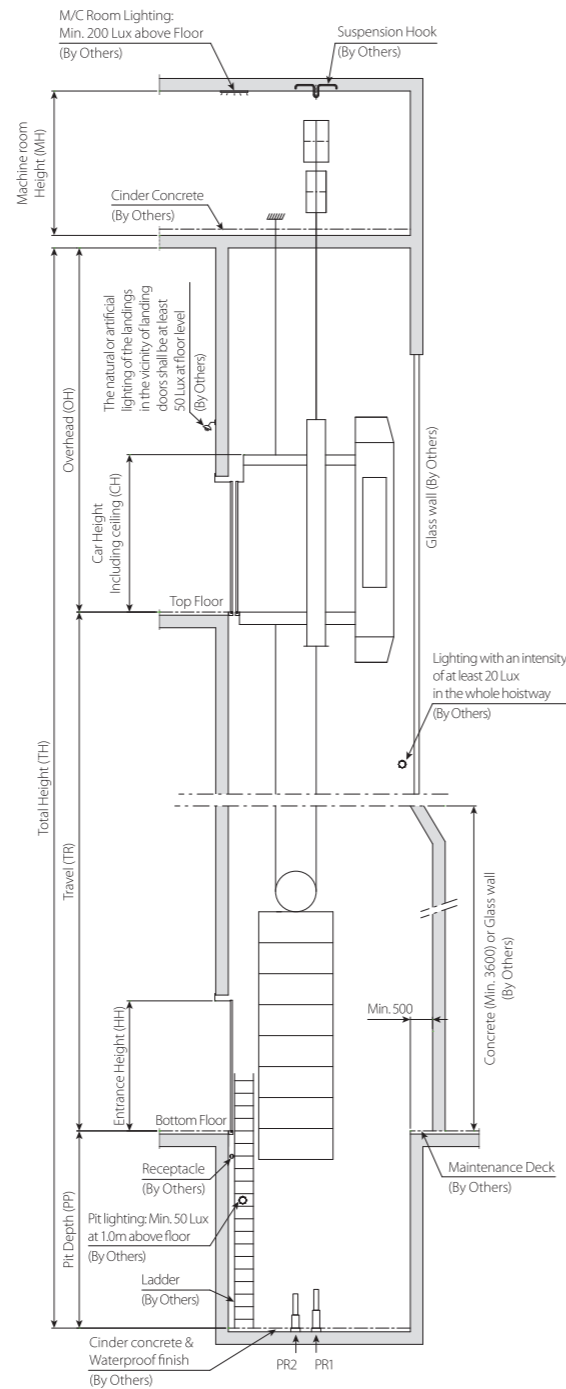 M/C Room Lighting:
Min. 200 Lux above Floor
(By Others)
Suspension Hook
(By Others)
Machine room
Height (MH)
Cinder Concrete
(By Others)
The natural or artificial
lighting of the landings
in the vicinity of landing
doors shall be at least
50 Lux at floor level
(By Others)
Overhead (OH)
Car Height
Including ceiling (CH)
Glass wall (By Others)
Top Floor
Lighting with an intensity
of at least 20 Lux
in the whole hoistway
(By Others)
Total Height (TH)
Travel (TR)
Concrete (Min. 3600) or Glass wall
(By Others)
Min. 500
Entrance Height (HH)
Bottom Floor
Receptacle
(By Others)
Maintenance Deck
(By Others)
Pit lighting: Min. 50 Lux
at 1.0m above floor
(By Others)
Pit Depth (PP)
Ladder
(By Others)
Cinder concrete &
Waterproof finish
(By Others)
PR2
PR1